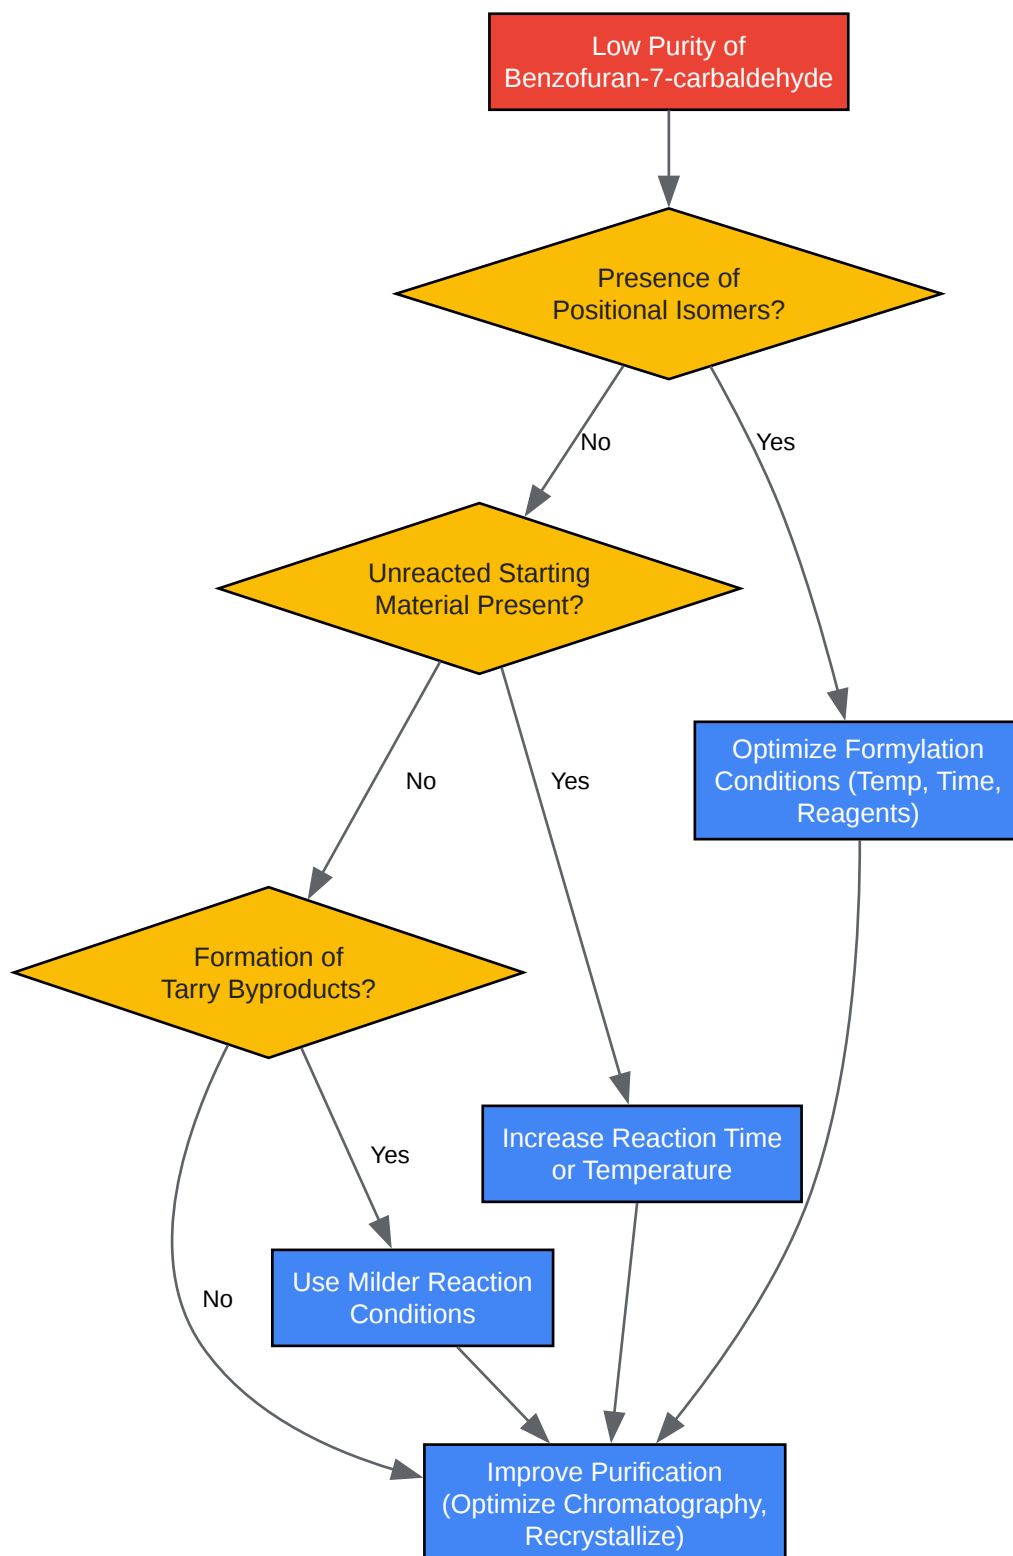 Low Purity of
Benzofuran-7-carbaldehyde
Presence of
Positional Isomers?
No
Yes
Unreacted Starting
Material Present?
Optimize Formylation
Conditions (Temp, Time,
Reagents)
No
Yes
Formation of
Tarry Byproducts?
Increase Reaction Time
or Temperature
Yes
Use Milder Reaction
Conditions
No
Improve Purification
(Optimize Chromatography,
Recrystallize)